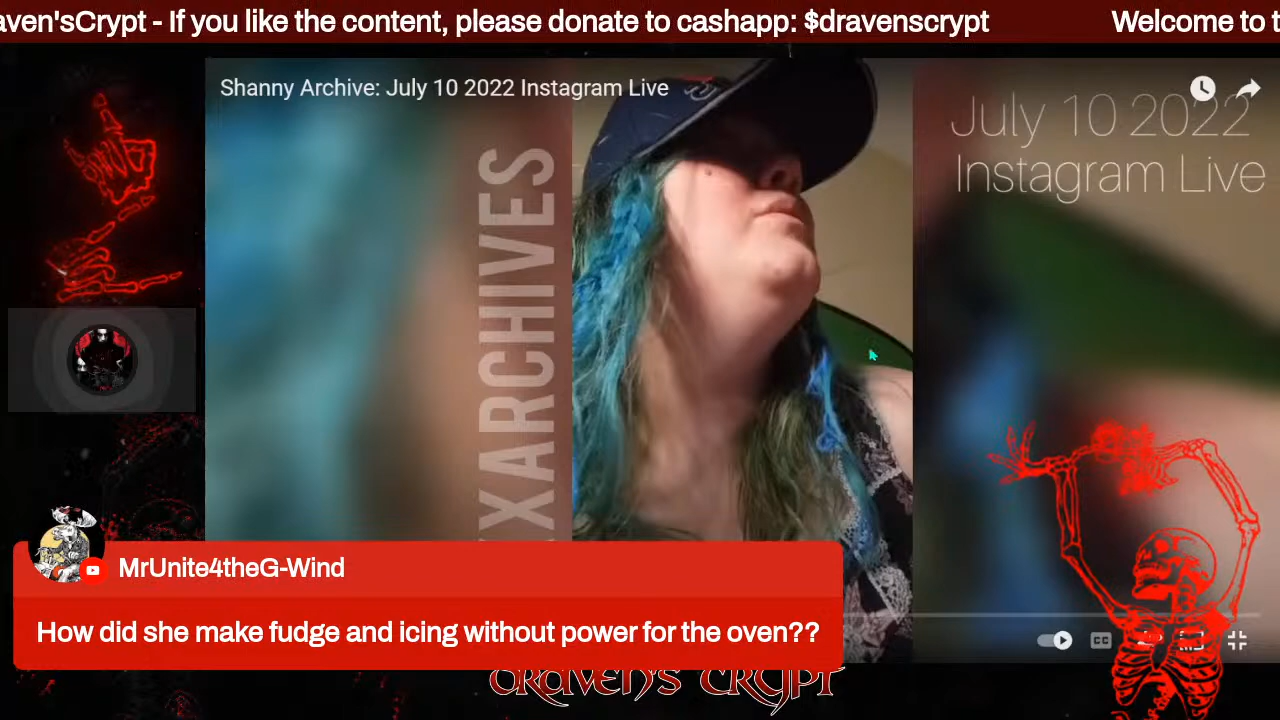 aven'sCrypt - If you like the content, please donate to cashapp: $dravenscrypt Welcome to t
Shanny Archive: July 10 2022 Instagram Live
July 10 2022
Instagram Live
XARCHIVES
MrUnite4theG-Wind
How did she make fudge and icing without power for the oven??
CC
DRAVEN'S CRYPT